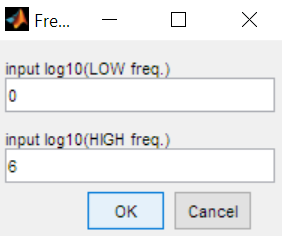 Fre...
input log10(LOW freq.)
0
input log10(HIGH freq.)
6
OK Cancel